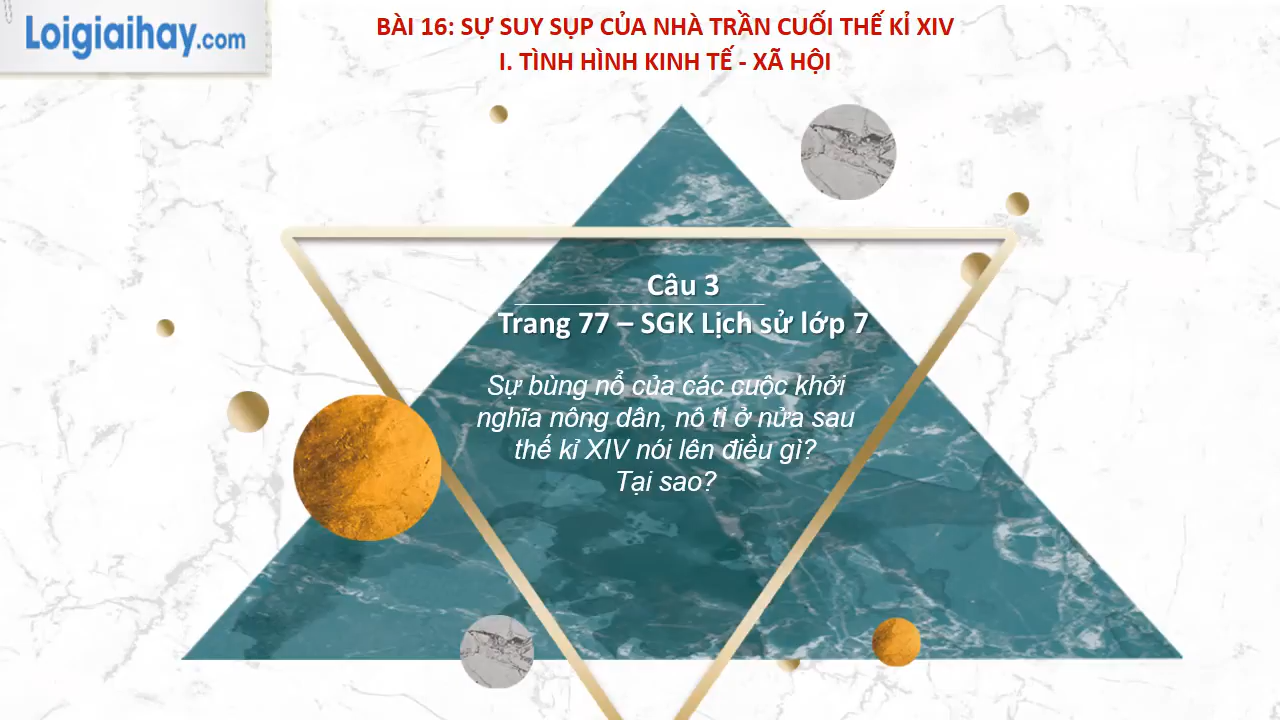 Loigiaihay.com
BÀI 16: SỰ SUY SỤP CỦA NHÀ TRẦN CUỐI THẾ KỈ XIV
I. TÌNH HÌNH KINH TẾ - XÃ HỘI
Câu 3
Trang 77 – SGK Lịch sử lớp 7
Sự bùng nổ của các cuộc khởi
nghĩa nông dân, nô tì ở nửa sau
thế kỉ XIV nói lên điều gì?
Tại sao?